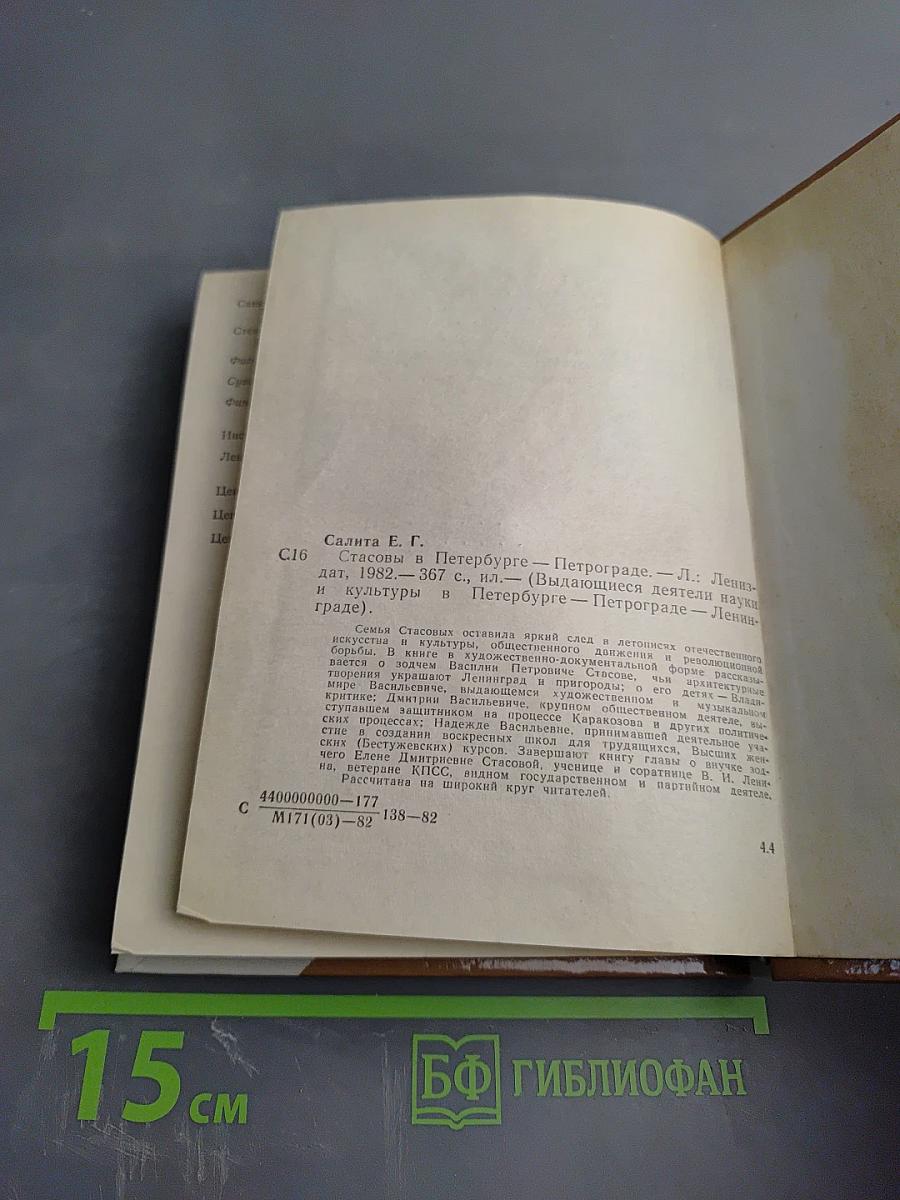 Салита Е. Г.
С16 Стасовы в Петербурге — Петрограде. — Л.: Лениз-
дат, 1982.— 367 с., ил.— (Выдающиеся деятели науки
и культуры в Петербурге — Петрограде — Ленин-
граде).
Семья Стасовых оставила яркий след в летописях отечественного
искусства и культуры, общественного движения и революционной
борьбы. В книге в художественно-документальной форме рассказы-
вается о зодчем Василии Петровиче Стасове, чьи архитектурные
творения украшают Ленинград и пригороды; о его детях — Влади-
мире Васильевиче, выдающемся художественном и музыкальном
критике; Дмитрии Васильевиче, крупном общественном деятеле, вы-
ступавшем защитником на процессе Каракозова и других политиче-
ских процессах; Надежде Васильевне, принимавшей деятельное уча-
стие в создании воскресных школ для трудящихся, Высших жен-
ских (Бестужевских) курсов. Завершают книгу главы о внучке зод-
чего Елене Дмитриевне Стасовой, ученице и соратнице В. И. Лени-
на, ветеране КПСС, видном государственном и партийном деятеле.
Рассчитана на широкий круг читателей.
С 4400000000—177
М171(03)—82 138—82
4.4
15 см
БФ ГИБЛИОФАН